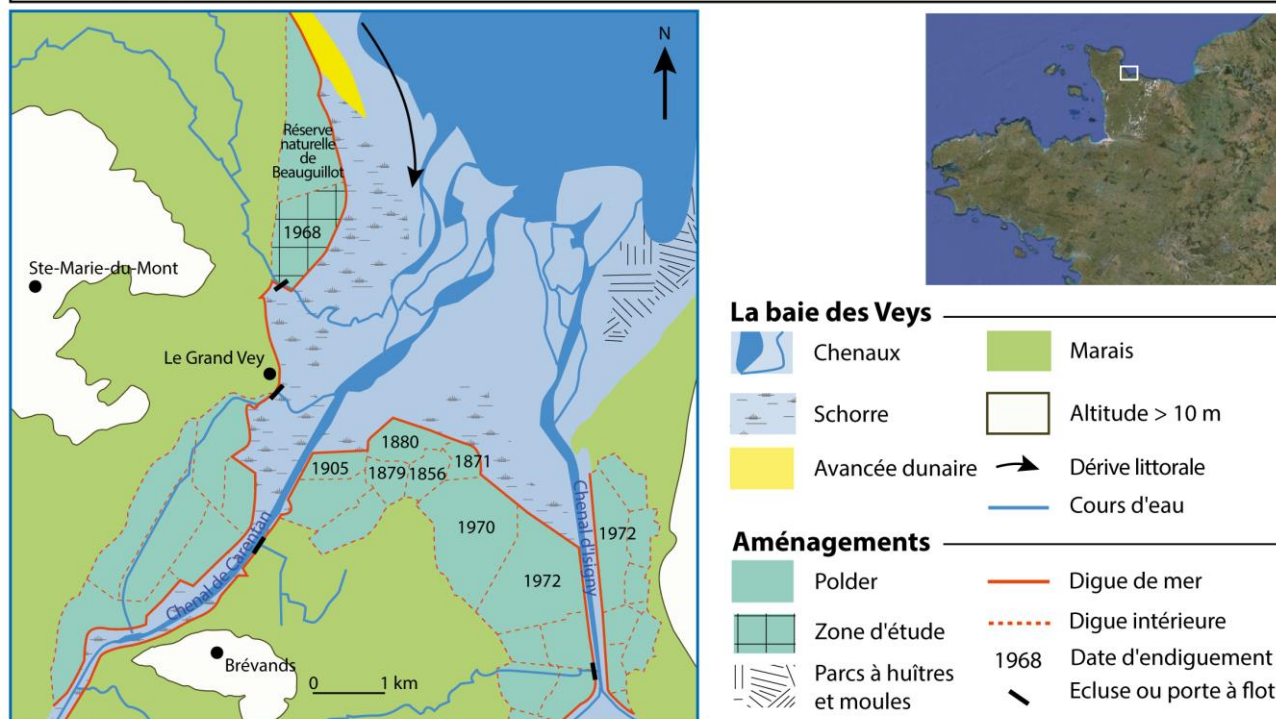 N
Réserve
naturelle
de
Beauguillot
1968
Ste-Marie-du-Mont
Le Grand Vey
1880
1905
1879
1856
1871
1970
1972
1972
Chenal de Carentan
Chenal d'Isigny
Brévands
0 1 km
La baie des Veys
Chenaux
Marais
Schorre
Altitude > 10 m
Avancée dunaire
Dérive littorale
Cours d'eau
Aménagements
Polder
Digue de mer
Zone d'étude
Digue intérieure
Parcs à huîtres
et moules
1968
Date d'endiguement
Ecluse ou porte à flot